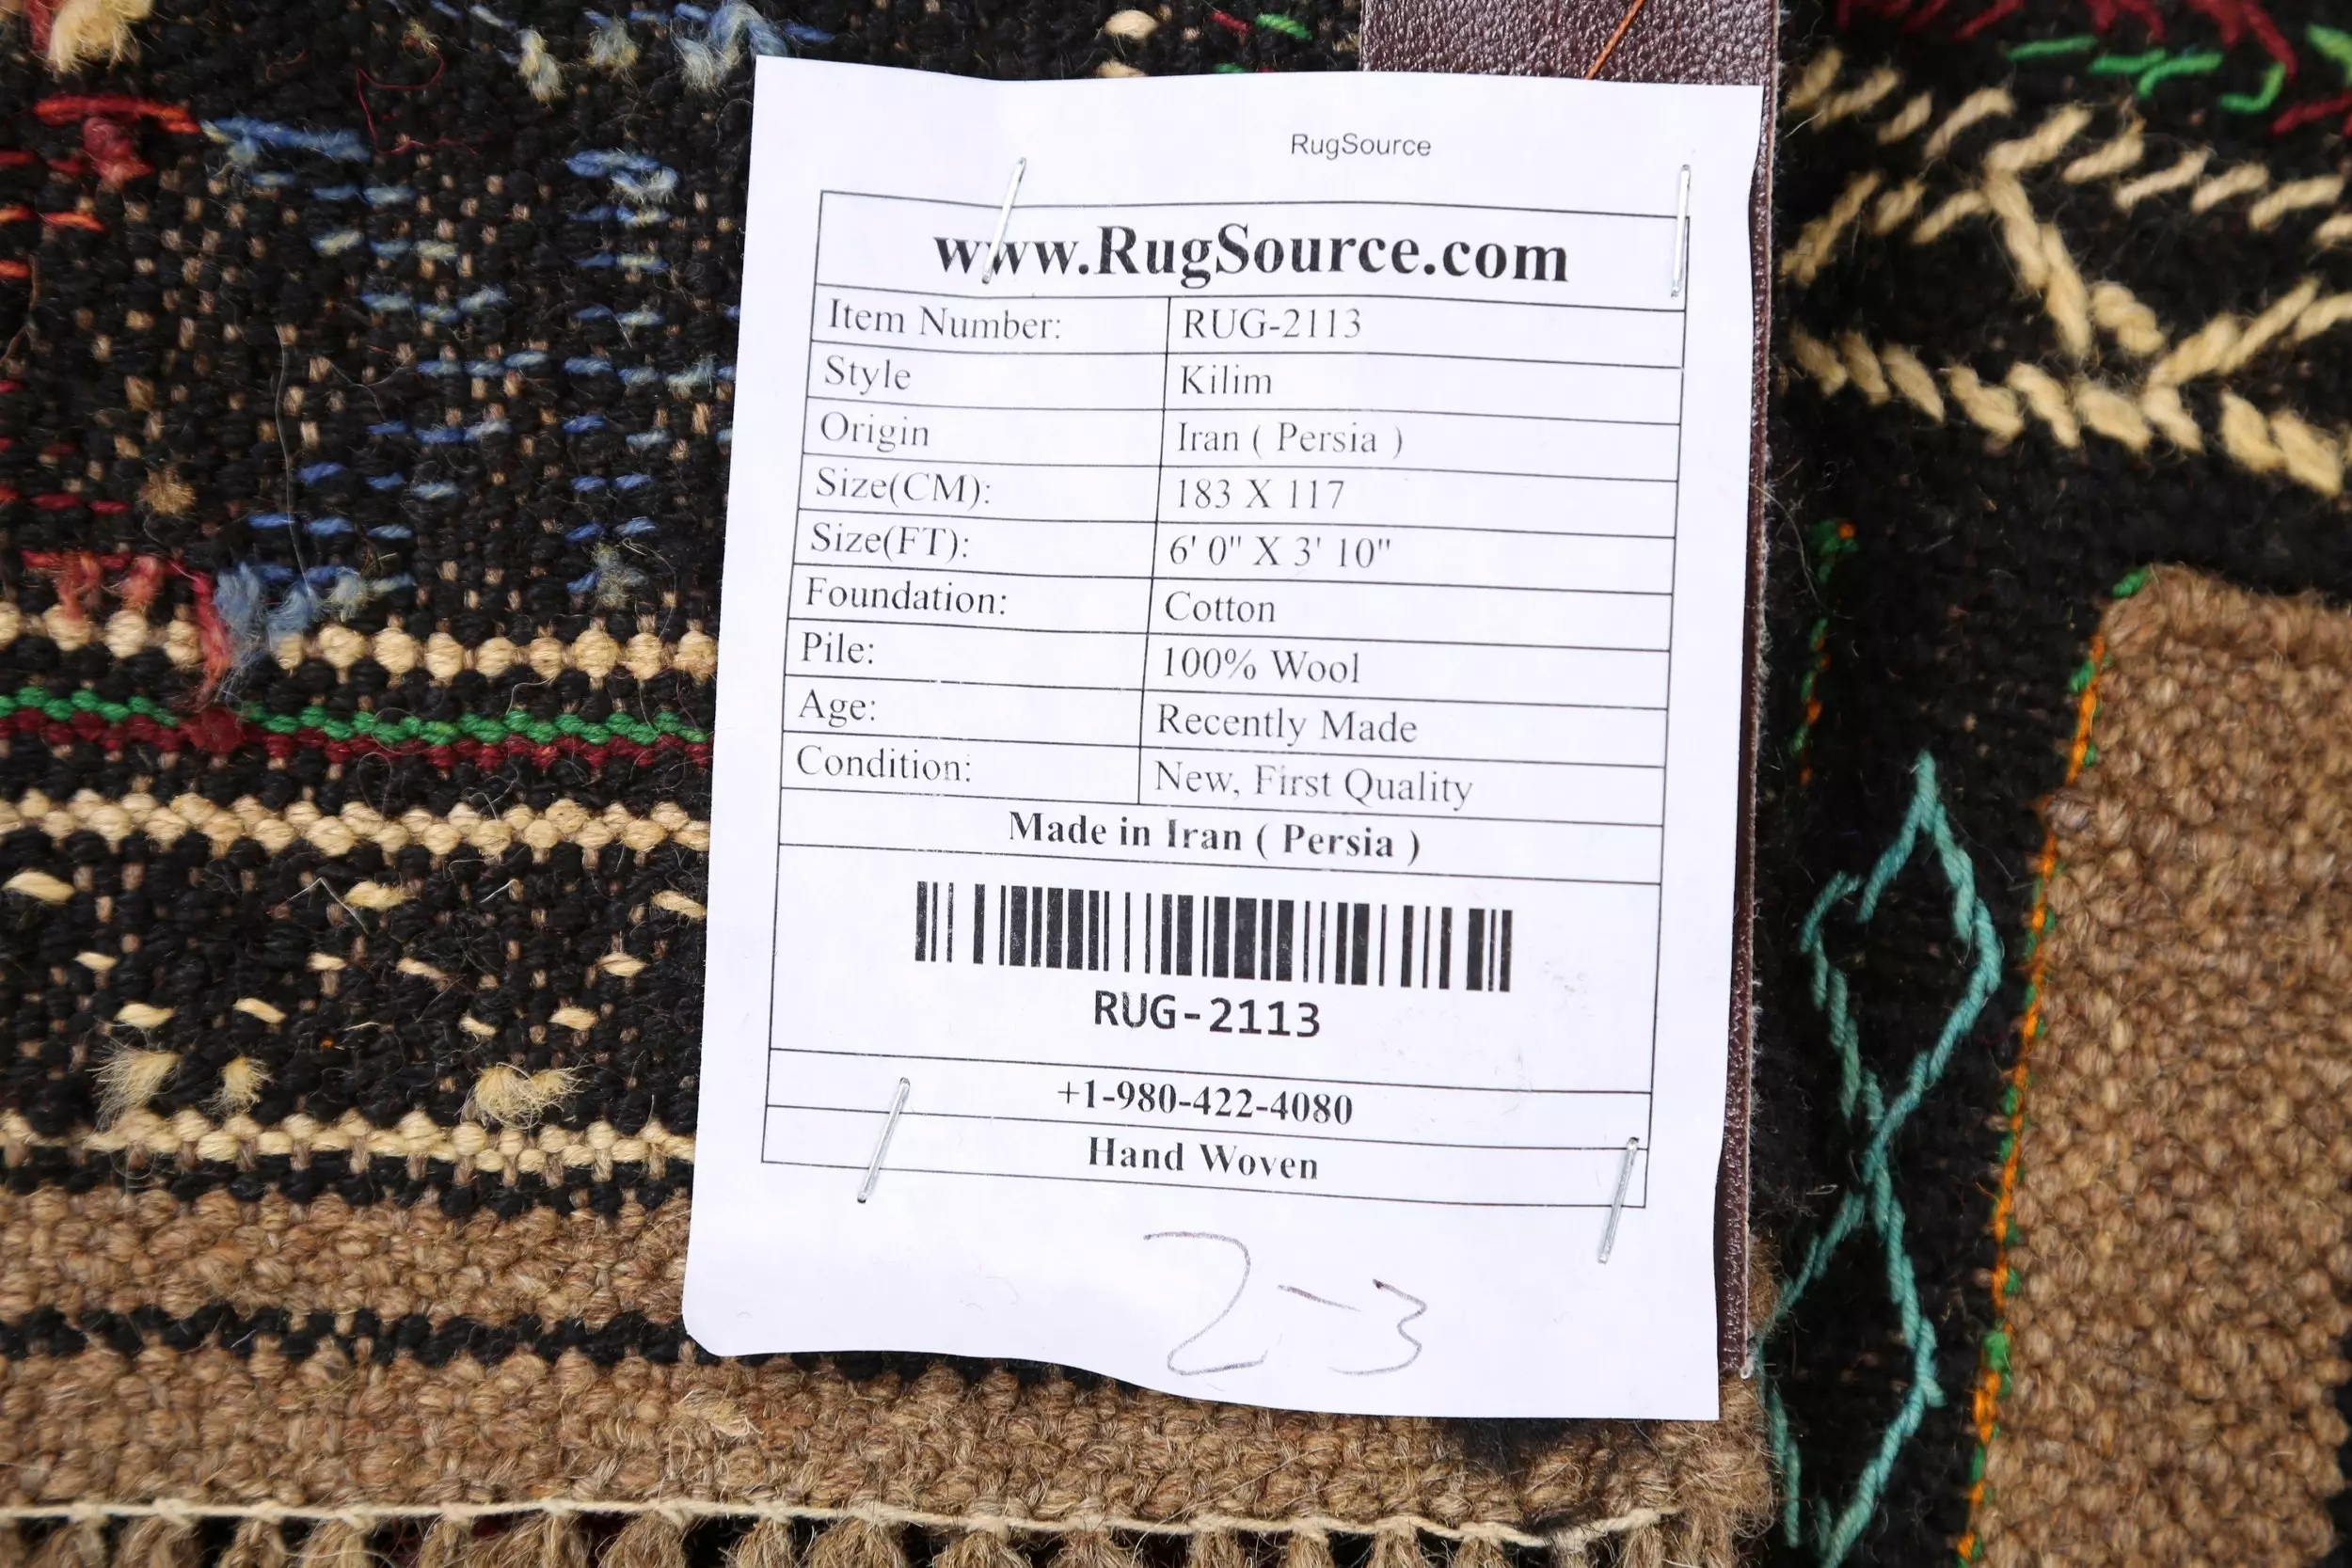 RugSource
www.RugSource.com
Item Number: RUG-2113
Style Kilim
Origin Iran ( Persia )
Size(CM): 183 X 117
Size(FT): 6' 0" X 3' 10"
Foundation: Cotton
Pile: 100% Wool
Age: Recently Made
Condition: New, First Quality
Made in Iran ( Persia )
RUG-2113
+1-980-422-4080
Hand Woven
2-3